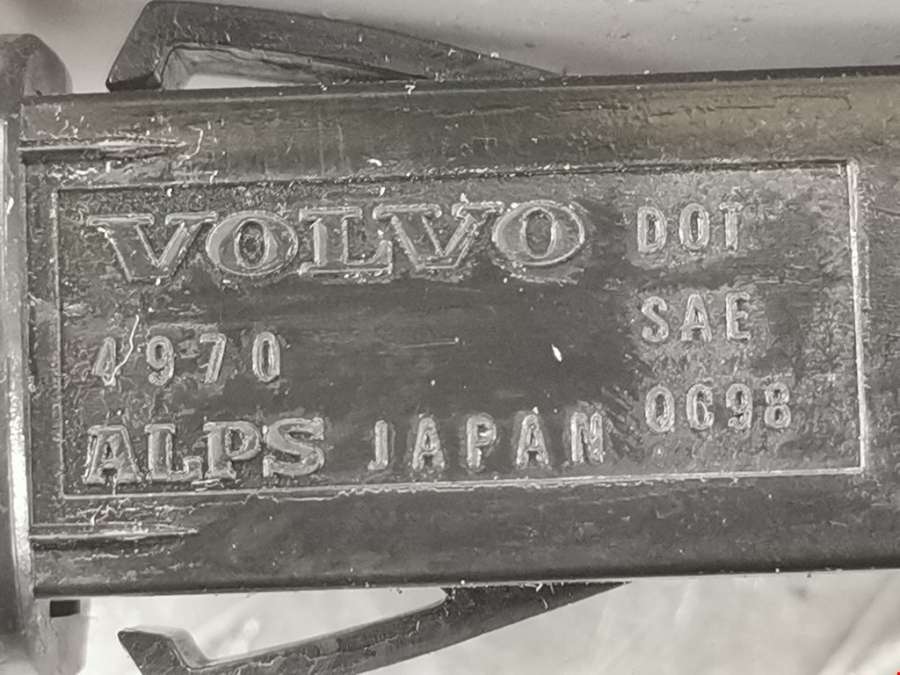 VOLVO DOT
SAE
4970
0698
ALPS JAPAN